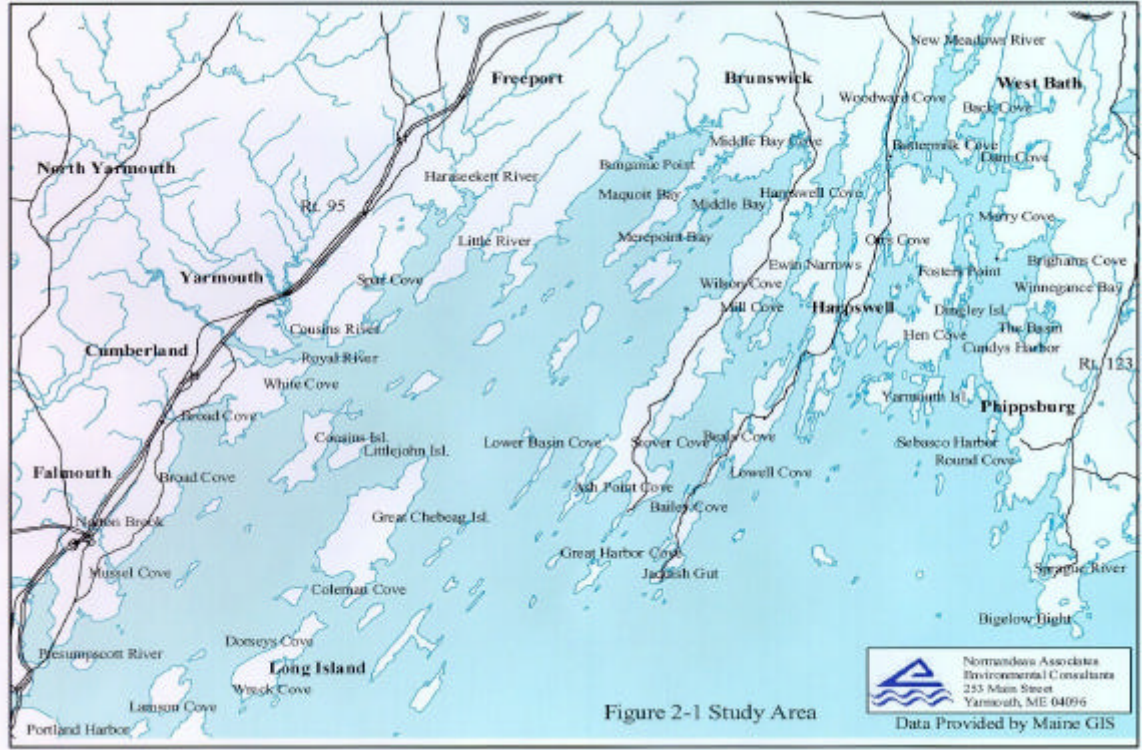 New Meadows River
Freeport
Brunswick
West Bath
Woodward Cove
Back Cove
Middle Bay Cove
Buttermilk Cove
Dam Cove
North Yarmouth
Bunganuc Point
Haraseekett River
Maquoit Bay
Harpswell Cove
Rt. 95
Middle Bay
Merry Cove
Little River
Merepoint Bay
Orrs Cove
Ewin Narrows
Brighams Cove
Yarmouth
Spar Cove
Fosters Point
Wilson Cove
Winnegance Bay
Mill Cove
Harpswell
Dingley Isl.
Cousins River
The Basin
Hen Cove
Cumberland
Cundys Harbor
Royal River
Rt. 123
White Cove
Yarmouth Isl.
Phippsburg
Broad Cove
Cousins Isl.
Lower Basin Cove
Stover Cove
Beals Cove
Sebasco Harbor
Littlejohn Isl.
Round Cove
Falmouth
Broad Cove
Lowell Cove
Ash Point Cove
Bailey Cove
Great Chebeag Isl.
Norton Brook
Great Harbor Cove
Mussel Cove
Jaquish Gut
Sprague River
Coleman Cove
Bigelow Bight
Dorseys Cove
Presumpscott River
Long Island
Wreck Cove
Lamson Cove
Portland Harbor
Figure 2-1 Study Area
Normandeau Associates
Environmental Consultants
253 Main Street
Yarmouth, ME 04096
Data Provided by Maine GIS